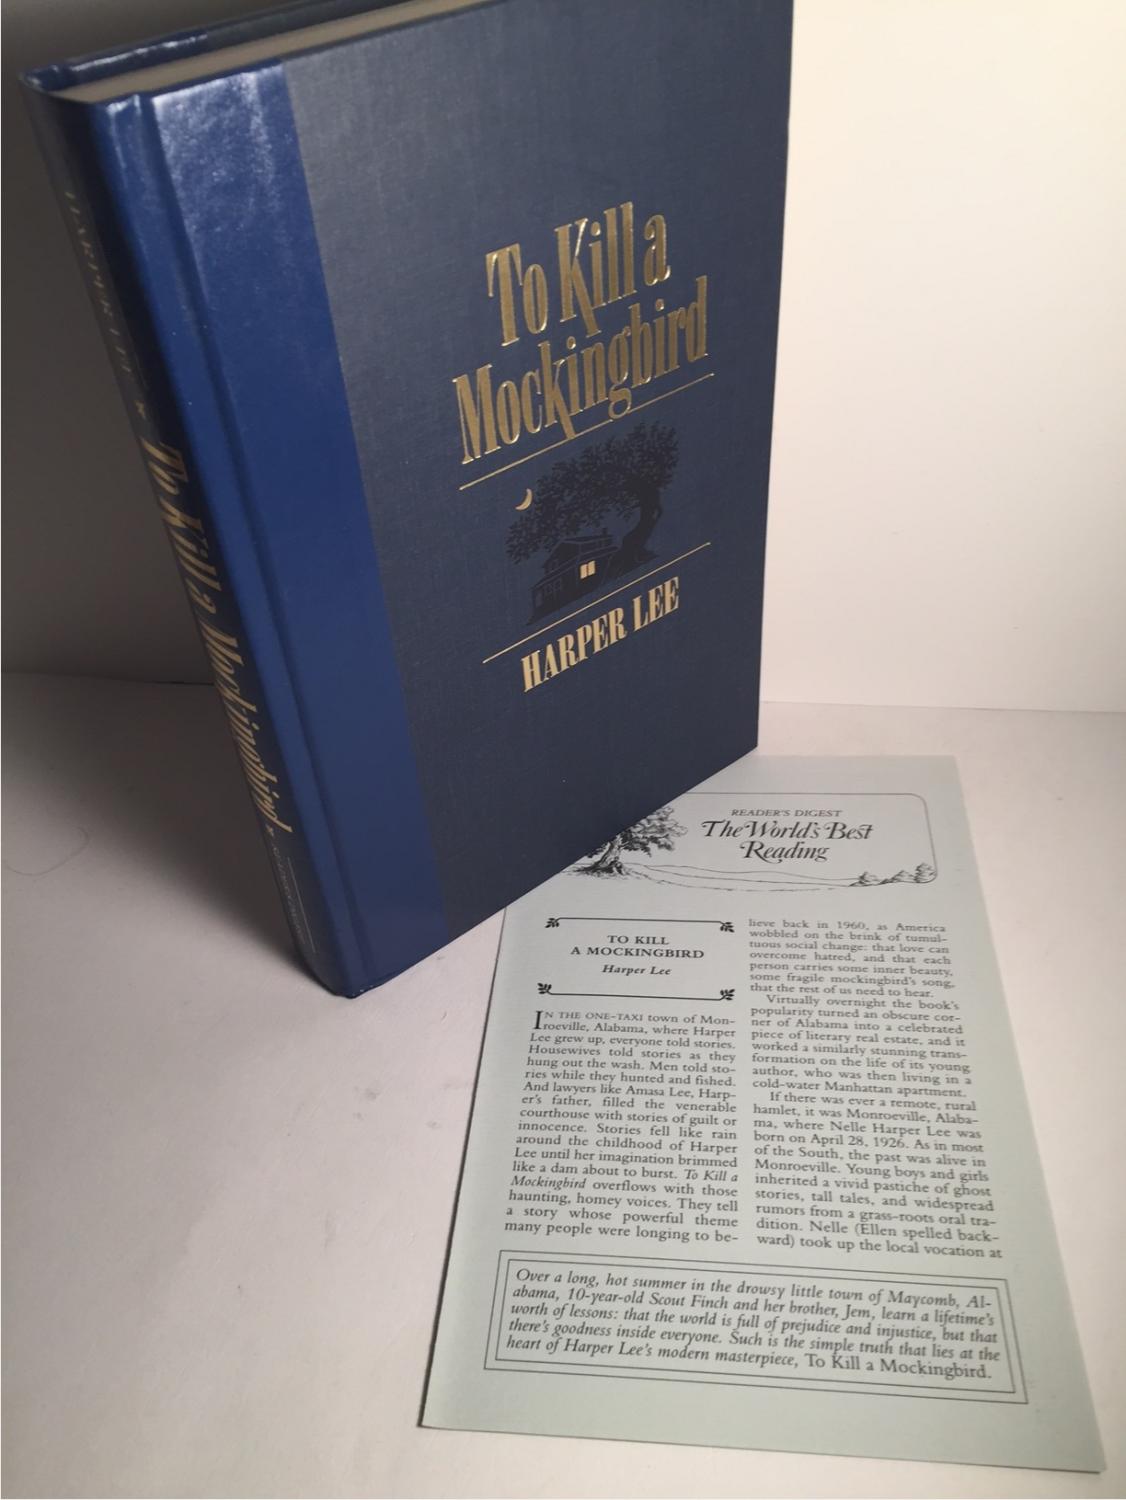 To Kill a
Mockingbird
HARPER LEE
HARPER LEE
To Kill a Mockingbird
READER'S DIGEST
The World's Best
Reading
TO KILL
A MOCKINGBIRD
Harper Lee
IN THE ONE-TAXI town of Mon-
roeville, Alabama, where Harper
Lee grew up, everyone told stories.
Housewives told stories as they
hung out the wash. Men told sto-
ries while they hunted and fished.
And lawyers like Amasa Lee, Harp-
er's father, filled the venerable
courthouse with stories of guilt or
innocence. Stories fell like rain
around the childhood of Harper
Lee until her imagination brimmed
like a dam about to burst. To Kill a
Mockingbird overflows with those
haunting, homey voices. They tell
a story whose powerful theme
many people were longing to be-
lieve back in 1960, as America
wobbled on the brink of tumul-
tuous social change: that love can
overcome hatred, and that each
person carries some inner beauty,
some fragile mockingbird's song,
that the rest of us need to hear.
Virtually overnight the book's
popularity turned an obscure cor-
ner of Alabama into a celebrated
piece of literary real estate, and it
worked a similarly stunning trans-
formation on the life of its young
author, who was then living in a
cold-water Manhattan apartment.
If there was ever a remote, rural
hamlet, it was Monroeville, Alaba-
ma, where Nelle Harper Lee was
born on April 28, 1926. As in most
of the South, the past was alive in
Monroeville. Young boys and girls
inherited a vivid pastiche of ghost
stories, tall tales, and widespread
rumors from a grass-roots oral tra-
dition. Nelle (Ellen spelled back-
ward) took up the local vocation at
Over a long, hot summer in the drowsy little town of Maycomb, Al-
abama, 10-year-old Scout Finch and her brother, Jem, learn a lifetime's
worth of lessons: that the world is full of prejudice and injustice, but that
there's goodness inside everyone. Such is the simple truth that lies at the
heart of Harper Lee's modern masterpiece, To Kill a Mockingbird.